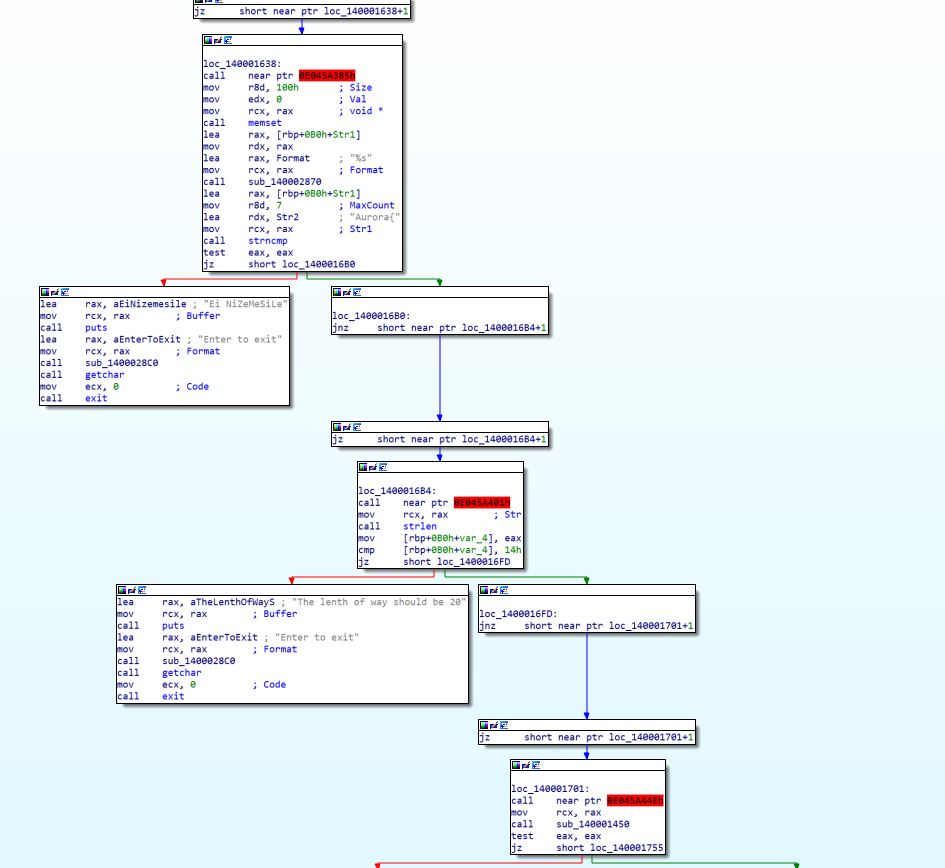 jz short near ptr loc_140001638+1
loc_140001638:
call near ptr 0E045A385h
mov r8d, 100h ; Size
mov edx, 0 ; Val
mov rcx, rax ; void *
call memset
lea rax, [rbp+0B0h+Str1]
mov rdx, rax
lea rax, Format ; "%s"
mov rcx, rax ; Format
call sub_140002870
lea rax, [rbp+0B0h+Str1]
mov r8d, 7 ; MaxCount
lea rdx, Str2 ; "Aurora{"
mov rcx, rax ; Str1
call strncmp
test eax, eax
jz short loc_1400016B0
lea rax, aEiNizemesile ; "Ei NiZeMeSiLe"
mov rcx, rax ; Buffer
call puts
lea rax, aEnterToExit ; "Enter to exit"
mov rcx, rax ; Format
call sub_1400028C0
call getchar
mov ecx, 0 ; Code
call exit
loc_1400016B0:
jnz short near ptr loc_1400016B4+1
jz short near ptr loc_1400016B4+1
loc_1400016B4:
call near ptr 0E045A401h
mov rcx, rax ; Str
call strlen
mov [rbp+0B0h+var_4], eax
cmp [rbp+0B0h+var_4], 14h
jz short loc_1400016FD
lea rax, aTheLenthOfWayS ; "The lenth of way should be 20"
mov rcx, rax ; Buffer
call puts
lea rax, aEnterToExit ; "Enter to exit"
mov rcx, rax ; Format
call sub_1400028C0
call getchar
mov ecx, 0 ; Code
call exit
loc_1400016FD:
jnz short near ptr loc_140001701+1
jz short near ptr loc_140001701+1
loc_140001701:
call near ptr 0E045A44Eh
mov rcx, rax
call sub_140001450
test eax, eax
jz short loc_140001755